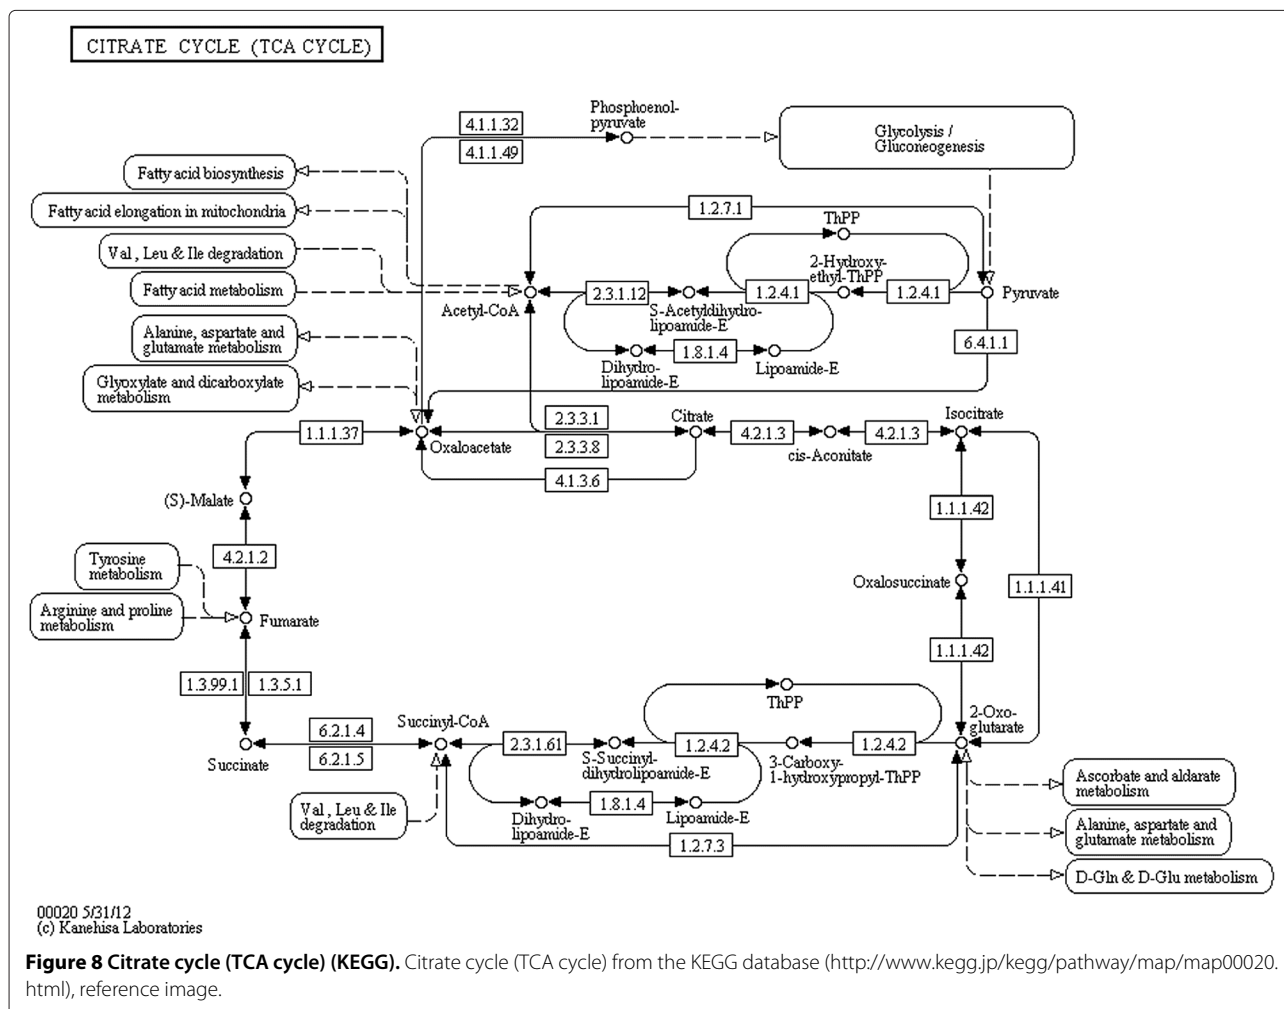 CITRATE CYCLE (TCA CYCLE)
Phosphoenol-
pyruvate
4.1.1.32
4.1.1.49
Glycolysis /
Gluconeogenesis
Fatty acid biosynthesis
Fatty acid elongation in mitochondria
Val , Leu & Ile degradation
Fatty acid metabolism
1.2.7.1
ThPP
2-Hydroxy-
ethyl-ThPP
2.3.1.12
1.2.4.1
1.2.4.1
Acetyl-CoA
S-Acetyldihydro-
lipoamide-E
Pyruvate
Alanine, aspartate and
glutamate metabolism
1.8.1.4
6.4.1.1
Dihydro-
lipoamide-E
Lipoamide-E
Glyoxylate and dicarboxylate
metabolism
1.1.1.37
Oxaloacetate
2.3.3.1
2.3.3.8
4.1.3.6
Citrate
4.2.1.3
cis-Aconitate
4.2.1.3
Isocitrate
(S)-Malate
1.1.1.42
4.2.1.2
Tyrosine
metabolism
Oxalosuccinate
1.1.1.41
Arginine and proline
metabolism
Fumarate
1.1.1.42
1.3.99.1
1.3.5.1
ThPP
2-Oxo-
glutarate
6.2.1.4
6.2.1.5
Succinate
Succinyl-CoA
2.3.1.61
1.2.4.2
1.2.4.2
S-Succinyl-
dihydrolipoamide-E
3-Carboxy-
1-hydroxypropyl-ThPP
Val , Leu & Ile
degradation
1.8.1.4
Dihydro-
lipoamide-E
Lipoamide-E
1.2.7.3
Ascorbate and aldarate
metabolism
Alanine, aspartate and
glutamate metabolism
D-Gln & D-Glu metabolism
00020 5/31/12
(c) Kanehisa Laboratories
Figure 8 Citrate cycle (TCA cycle) (KEGG). Citrate cycle (TCA cycle) from the KEGG database (http://www.kegg.jp/kegg/pathway/map/map00020.
html), reference image.